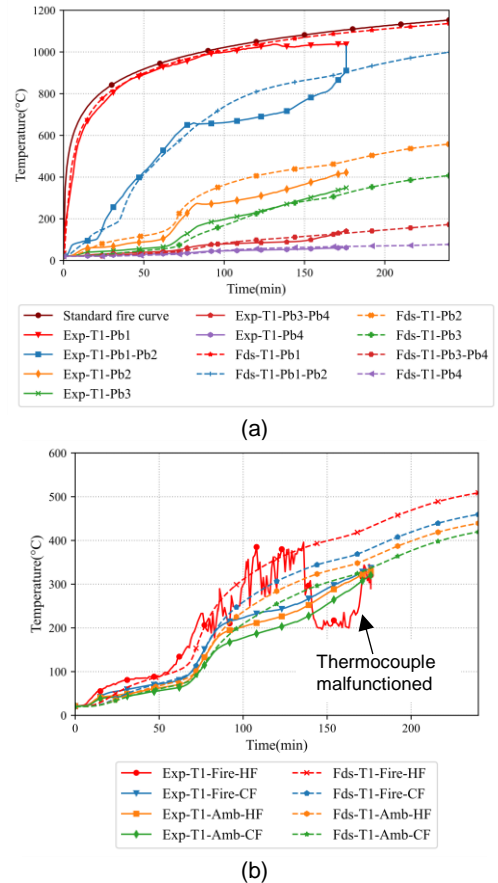 (a)
1200
1000
800
600
400
200
0
Temperature(°C)
0 50 100 150 200
Time(min)
Standard fire curve Exp-T1-Pb3-Pb4 Fds-T1-Pb2
Exp-T1-Pb1 Exp-T1-Pb4 Fds-T1-Pb3
Exp-T1-Pb1-Pb2 Fds-T1-Pb1 Fds-T1-Pb3-Pb4
Exp-T1-Pb2 Fds-T1-Pb1-Pb2 Fds-T1-Pb4
Exp-T1-Pb3
(a)
(b)
600
500
400
300
200
100
0
Temperature(°C)
Thermocouple
malfunctioned
0 50 100 150 200
Time(min)
Exp-T1-Fire-HF Fds-T1-Fire-HF
Exp-T1-Fire-CF Fds-T1-Fire-CF
Exp-T1-Amb-HF Fds-T1-Amb-HF
Exp-T1-Amb-CF Fds-T1-Amb-CF
(b)